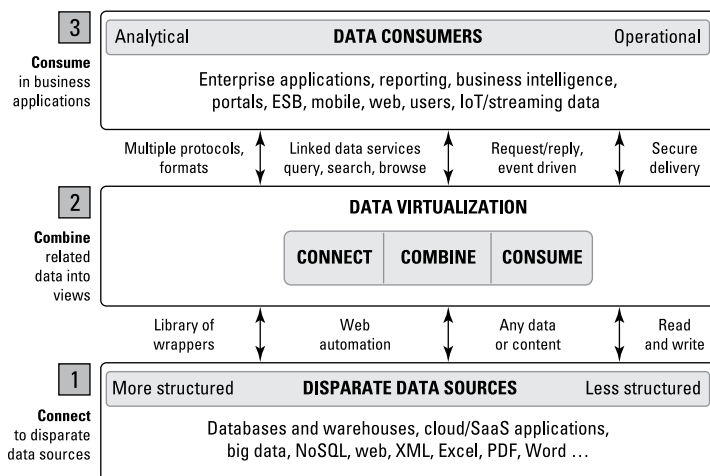 3
Consume
in business
applications
Analytical DATA CONSUMERS Operational
Enterprise applications, reporting, business intelligence,
portals, ESB, mobile, web, users, IoT/streaming data
Multiple protocols,
formats
Linked data services
query, search, browse
Request/reply,
event driven
Secure
delivery
2
Combine
related
data into
views
DATA VIRTUALIZATION
CONNECT COMBINE CONSUME
Library of
wrappers
Web
automation
Any data
or content
Read
and write
1
Connect
to disparate
data sources
More structured DISPARATE DATA SOURCES Less structured
Databases and warehouses, cloud/SaaS applications,
big data, NoSQL, web, XML, Excel, PDF, Word ...